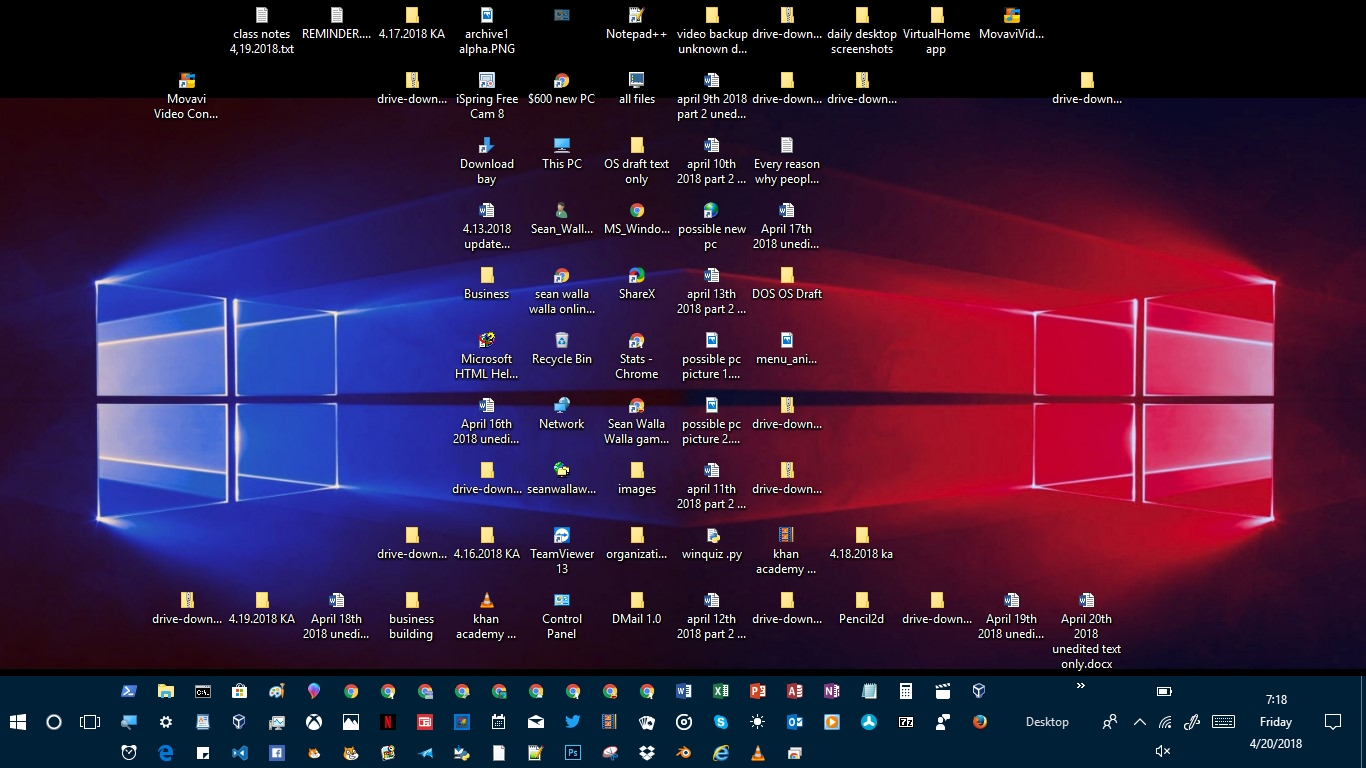 class notes
4,19.2018.txt
REMINDER....
4.17.2018 KA
archive1
alpha.PNG
Notepad++
video backup
unknown d...
drive-down...
daily desktop
screenshots
VirtualHome
app
MovaviVid...
Movavi
Video Con...
drive-down...
iSpring Free
Cam 8
$600 new PC
all files
april 9th 2018
part 2 uned...
drive-down...
drive-down...
drive-down...
Download
bay
This PC
OS draft text
only
april 10th
2018 part 2 ...
Every reason
why peopl...
4.13.2018
update...
Sean_Wall...
MS_Windo...
possible new
pc
April 17th
2018 unedi...
Business
sean walla
walla onlin...
ShareX
april 13th
2018 part 2 ...
DOS OS Draft
Microsoft
HTML Hel...
Recycle Bin
Stats -
Chrome
possible pc
picture 1....
menu_ani...
April 16th
2018 unedi...
Network
Sean Walla
Walla gam...
possible pc
picture 2....
drive-down...
drive-down...
seanwallaw...
images
april 11th
2018 part 2 ...
drive-down...
drive-down...
4.16.2018 KA
TeamViewer
13
organizati...
winquiz .py
khan
academy ...
4.18.2018 ka
drive-down...
4.19.2018 KA
April 18th
2018 unedi...
business
building
khan
academy ...
Control
Panel
DMail 1.0
april 12th
2018 part 2 ...
drive-down...
Pencil2d
drive-down...
April 19th
2018 unedi...
April 20th
2018
unedited text
only.docx
Desktop
7:18
Friday
4/20/2018